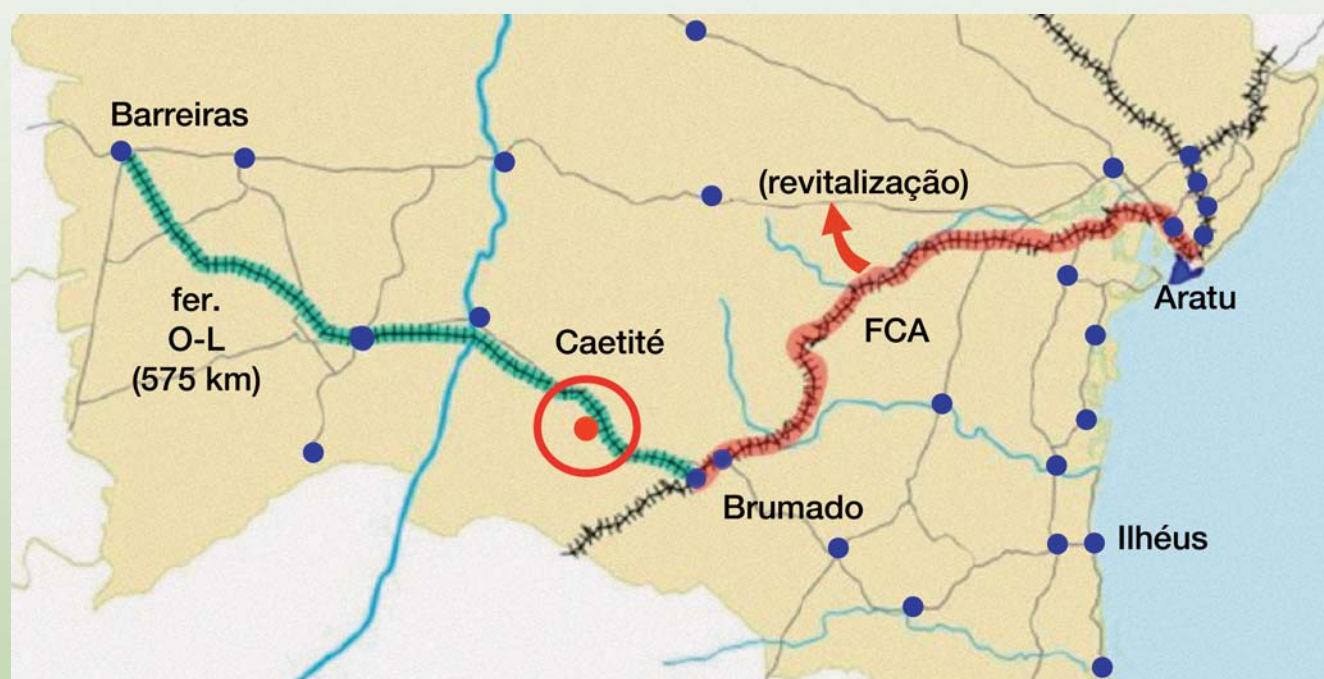 Barreiras
(revitalização)
fer.
O-L
(575 km)
Caetité
FCA
Aratu
Brumado
Ilhéus